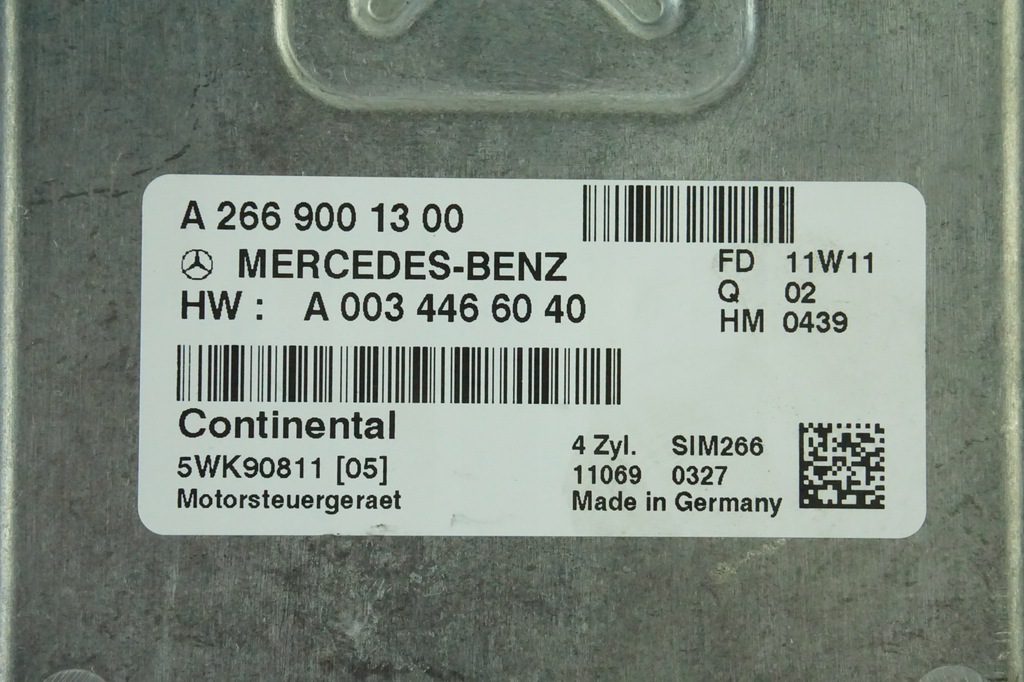 A 266 900 13 00
MERCEDES-BENZ
HW : A 003 446 60 40
FD 11W11
Q 02
HM 0439
Continental
5WK90811 [05]
Motorsteuergeraet
4 Zyl. SIM266
11069 0327
Made in Germany